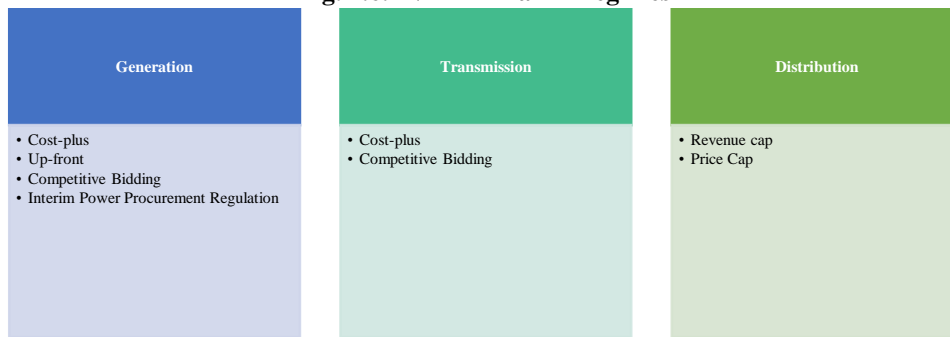 Generation
• Cost-plus
• Up-front
• Competitive Bidding
• Interim Power Procurement Regulation
Transmission
• Cost-plus
• Competitive Bidding
Distribution
• Revenue cap
• Price Cap